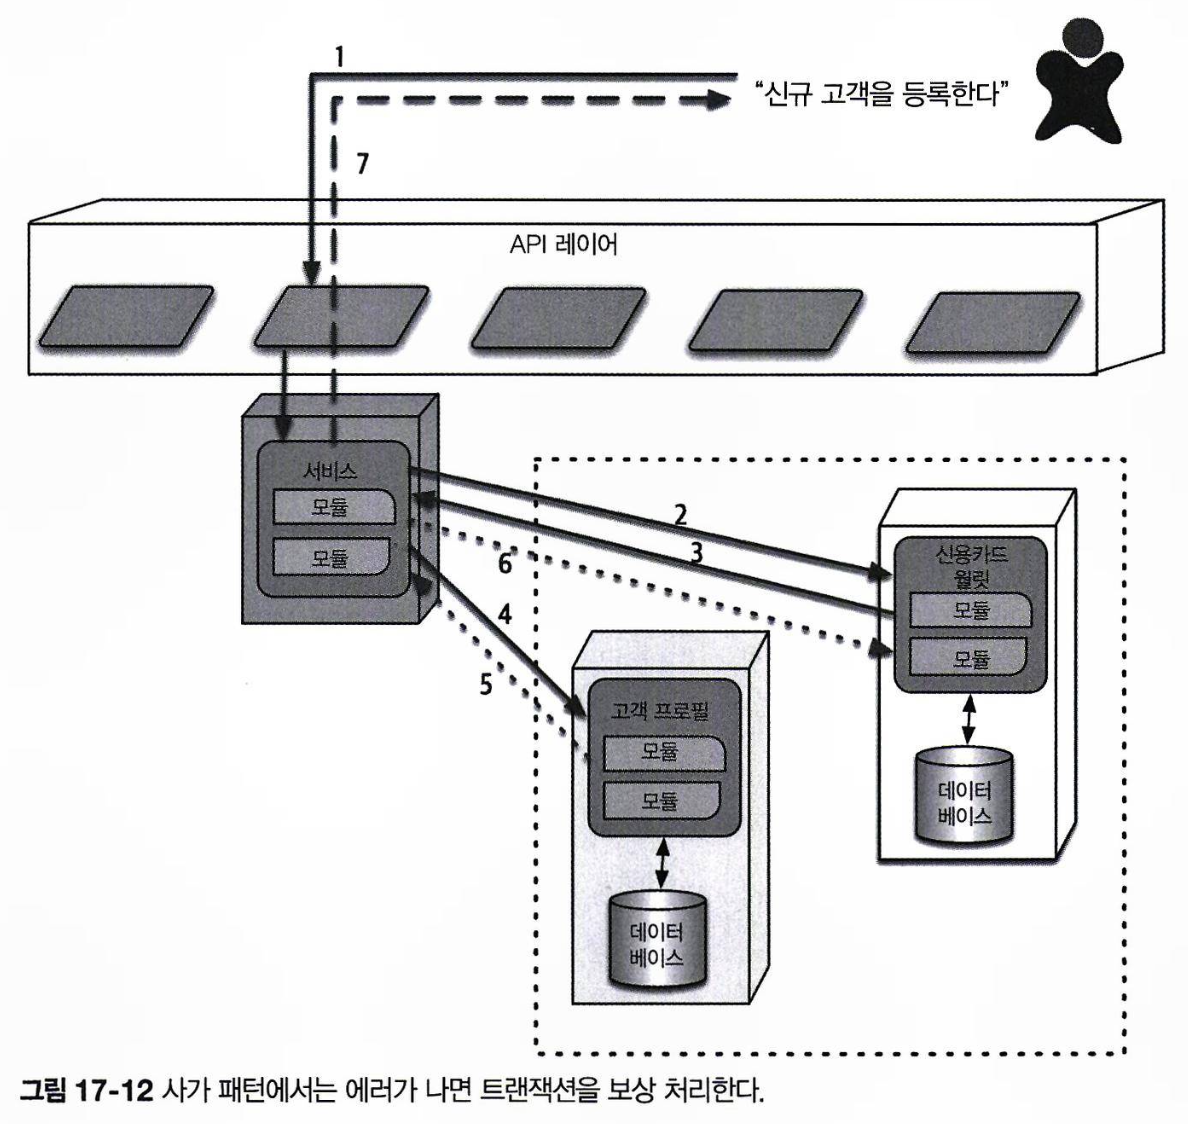 1
“신규 고객을 등록한다”
7
API 레이어
서비스
모듈
모듈
2
3
6
4
5
신용카드
월릿
모듈
모듈
데이터
베이스
고객 프로필
모듈
모듈
데이터
베이스
그림 17-12 사가 패턴에서는 에러가 나면 트랜잭션을 보상 처리한다.